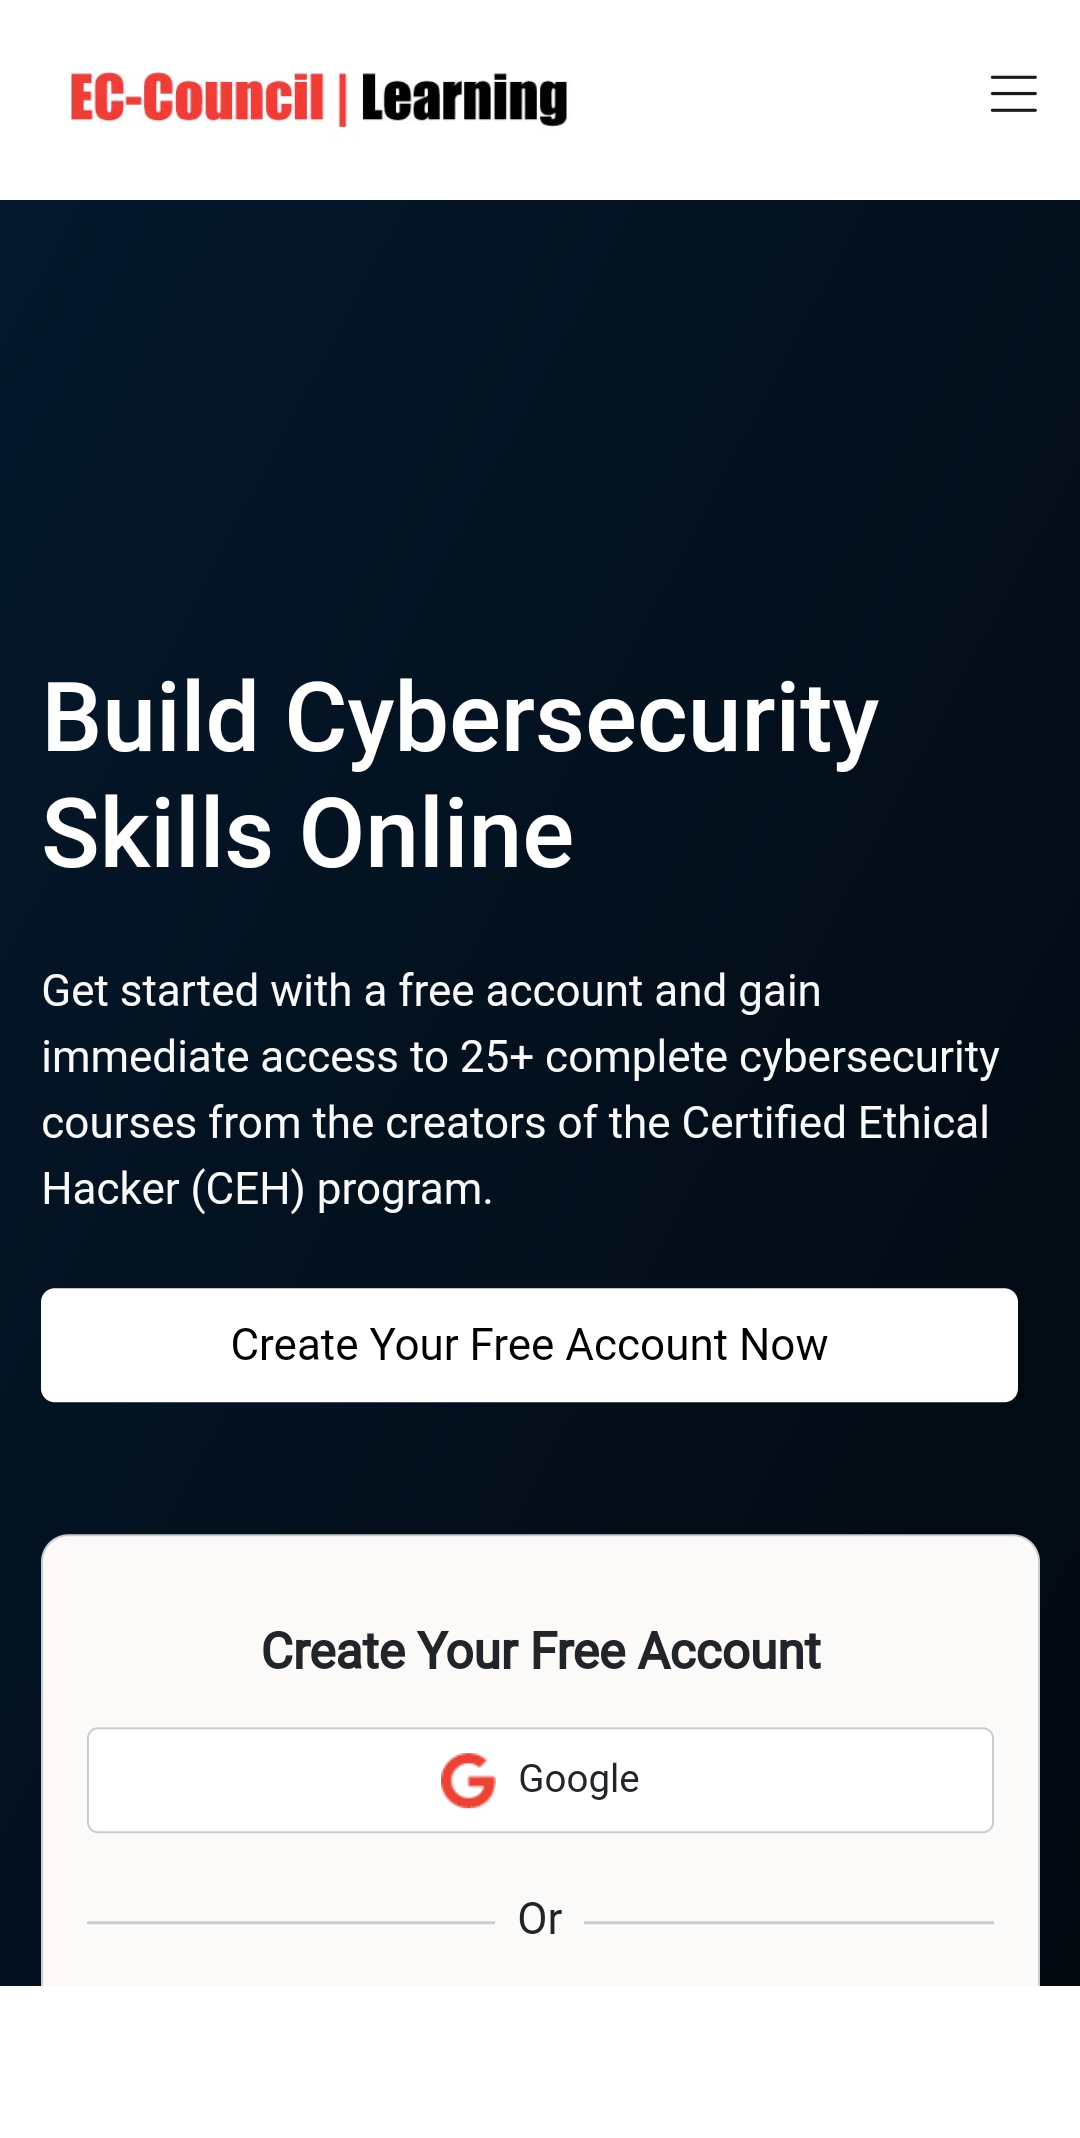 EC-Council | Learning
Build Cybersecurity
Skills Online
Get started with a free account and gain
immediate access to 25+ complete cybersecurity
courses from the creators of the Certified Ethical
Hacker (CEH) program.
Create Your Free Account Now
Create Your Free Account
Google
Or